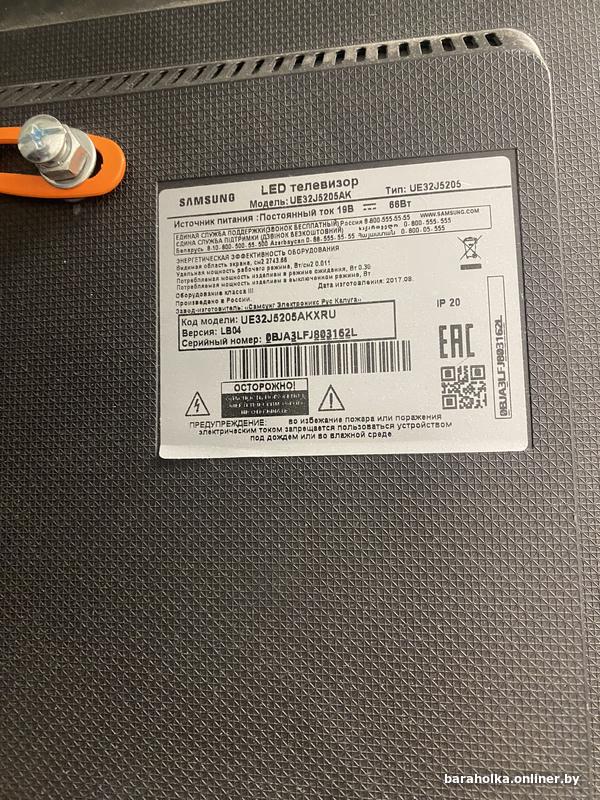 SAMSUNG
LED телевизор
Модель: UE32J5205AK
Тип: UE32J5205
Источник питания : Постоянный ток 19В 66Вт
ЕДИНАЯ СЛУЖБА ПОДДЕРЖКИ(ЗВОНОК БЕСПЛАТНЫЙ) Россия 8-800-555-55-55 WWW.SAMSUNG.COM
ЄДИНА СЛУЖБА ПІДТРИМКИ (ДЗВІНОК БЕЗКОШТОВНИЙ) 0-800-555-555
Беларусь 8-10-800-500-55-500 Azərbaycan 0-88-555-55-55 0-800-05-555
ЭНЕРГЕТИЧЕСКАЯ ЭФФЕКТИВНОСТЬ ОБОРУДОВАНИЯ
Видимая область экрана, см2 2743.66
Удельная мощность рабочего режима, Вт/см2 0.011
Потребляемая мощность изделием в режиме ожидания, Вт 0.30
Потребляемая мощность изделием в выключенном режиме, Вт
Оборудование класса III
Дата изготовления: 2017.08.
Произведено в России.
Завод-изготовитель: «Самсунг Электроникс Рус Калуга»
Код модели: UE32J5205AKXRU
Версия: LB04
Серийный номер: 0BJA3LFJ803162L
IP 20
EAC
0BJA3LFJ803162L
ОСТОРОЖНО!
ПРЕДУПРЕЖДЕНИЕ: во избежание пожара или поражения
электрическим током запрещается пользоваться устройством
под дождем или во влажной среде
baraholka.onliner.by